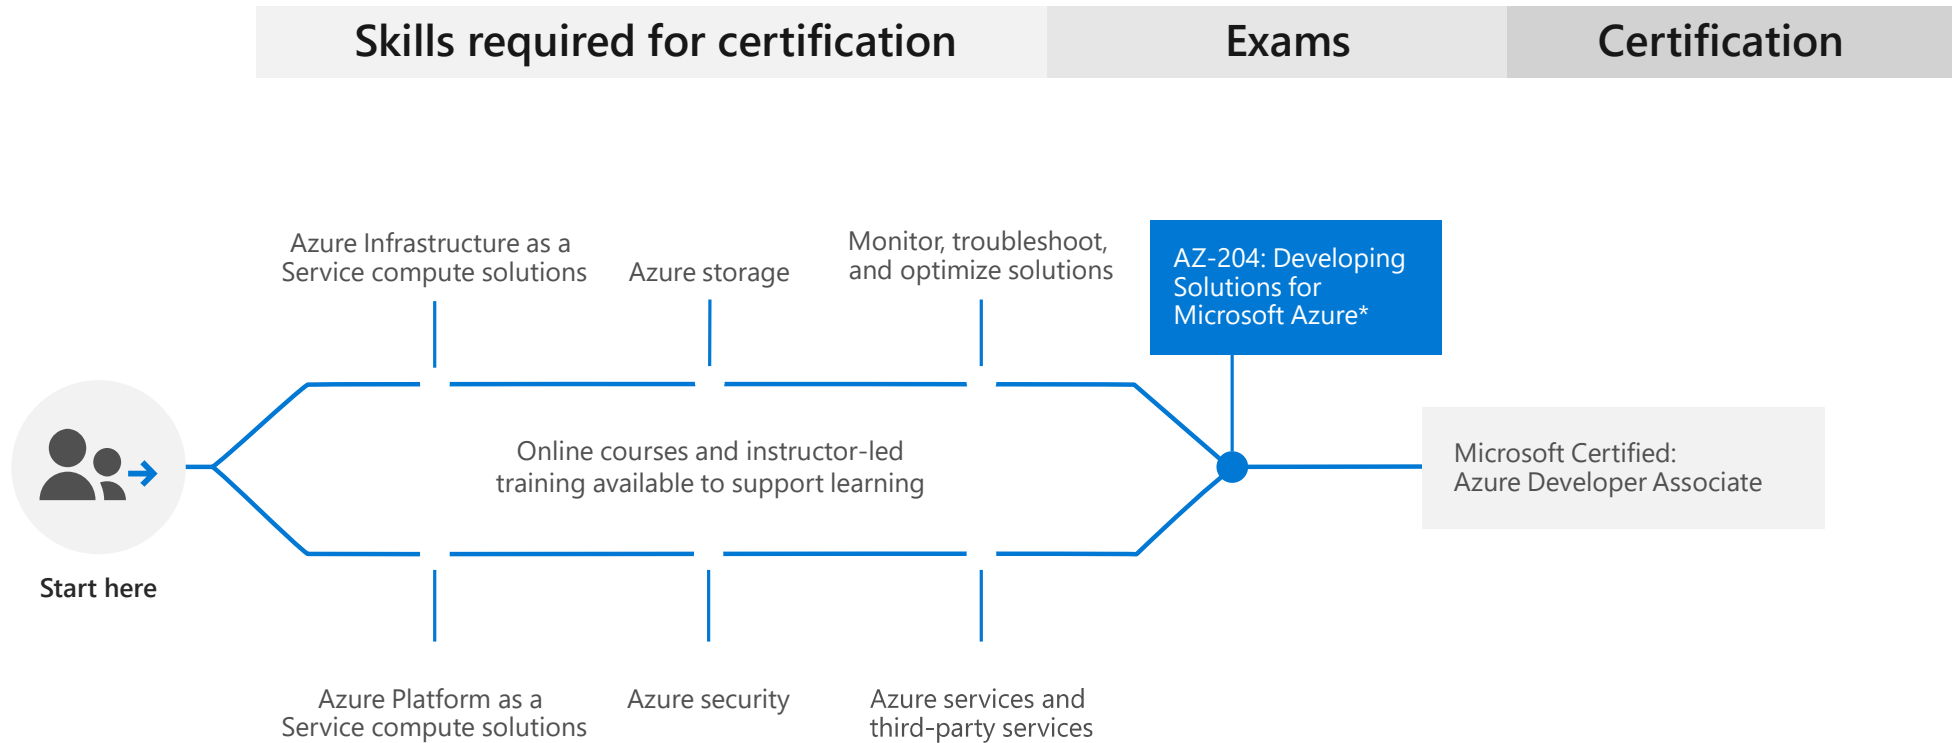 Skills required for certification
Exams
Certification
Azure Infrastructure as a
Service compute solutions
Azure storage
Monitor, troubleshoot,
and optimize solutions
AZ-204: Developing
Solutions for
Microsoft Azure*
Online courses and instructor-led
training available to support learning
Microsoft Certified:
Azure Developer Associate
Start here
Azure Platform as a
Service compute solutions
Azure security
Azure services and
third-party services